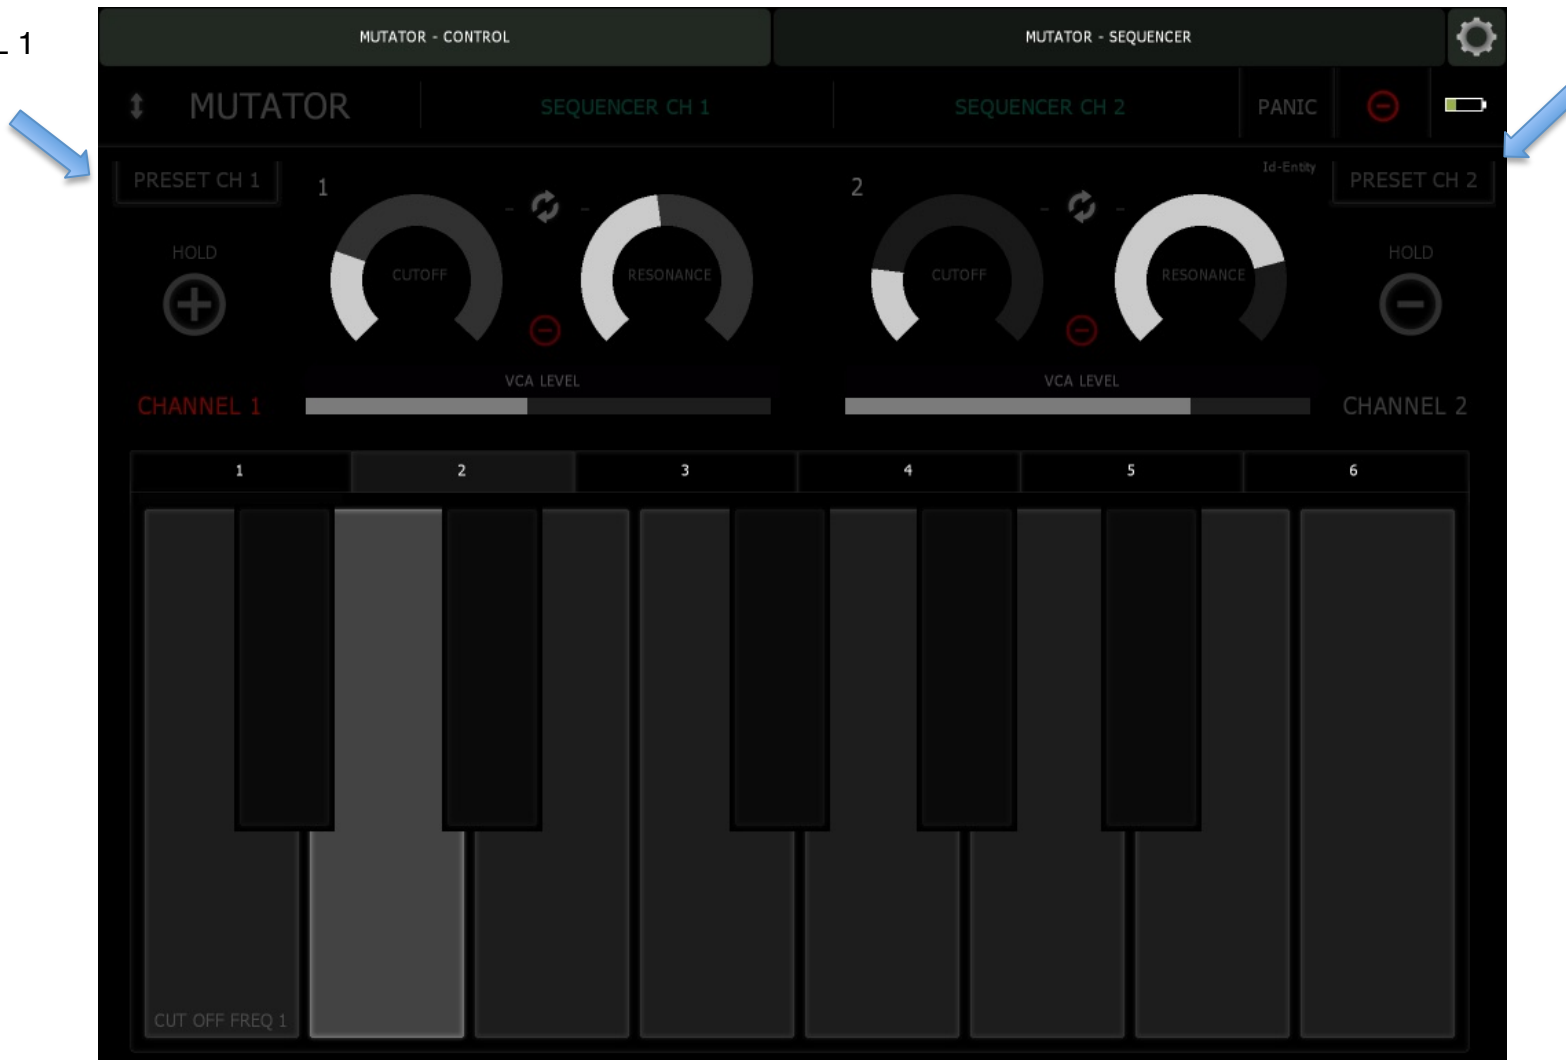 L 1
MUTATOR - CONTROL
MUTATOR - SEQUENCER
MUTATOR
SEQUENCER CH 1
SEQUENCER CH 2
PANIC
PRESET CH 1
1
2
Id-Entity
PRESET CH 2
HOLD
CUTOFF
RESONANCE
CUTOFF
RESONANCE
HOLD
VCA LEVEL
VCA LEVEL
CHANNEL 1
CHANNEL 2
1
2
3
4
5
6
CUT OFF FREQ 1